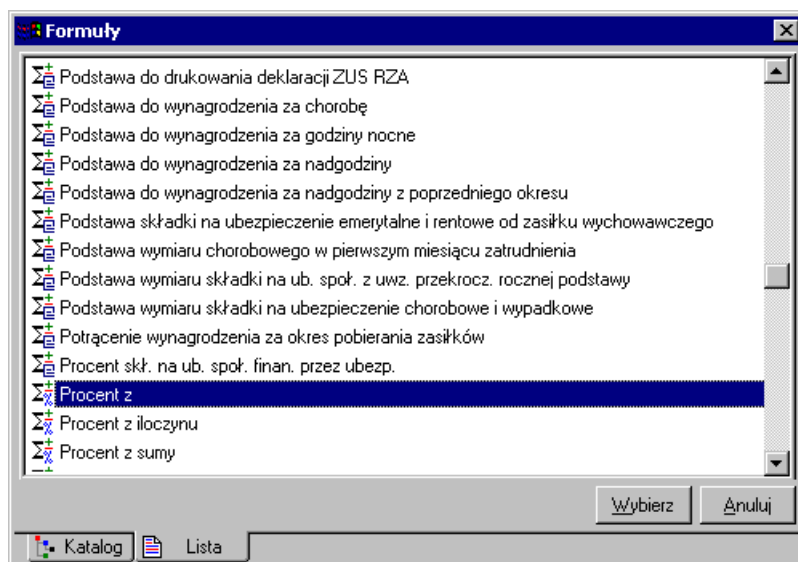 Formuły
Podstawa do drukowania deklaracji ZUS RZA
Podstawa do wynagrodzenia za chorobę
Podstawa do wynagrodzenia za godziny nocne
Podstawa do wynagrodzenia za nadgodziny
Podstawa do wynagrodzenia za nadgodziny z poprzedniego okresu
Podstawa składki na ubezpieczenie emerytalne i rentowe od zasiłku wychowawczego
Podstawa wymiaru chorobowego w pierwszym miesiącu zatrudnienia
Podstawa wymiaru składki na ub. społ. z uwz. przekrocz. rocznej podstawy
Podstawa wymiaru składki na ubezpieczenie chorobowe i wypadkowe
Potrącenie wynagrodzenia za okres pobierania zasiłków
Procent skł. na ub. społ. finan. przez ubezp.
Procent z
Procent z iloczynu
Procent z sumy
Wybierz Anuluj
Katalog Lista